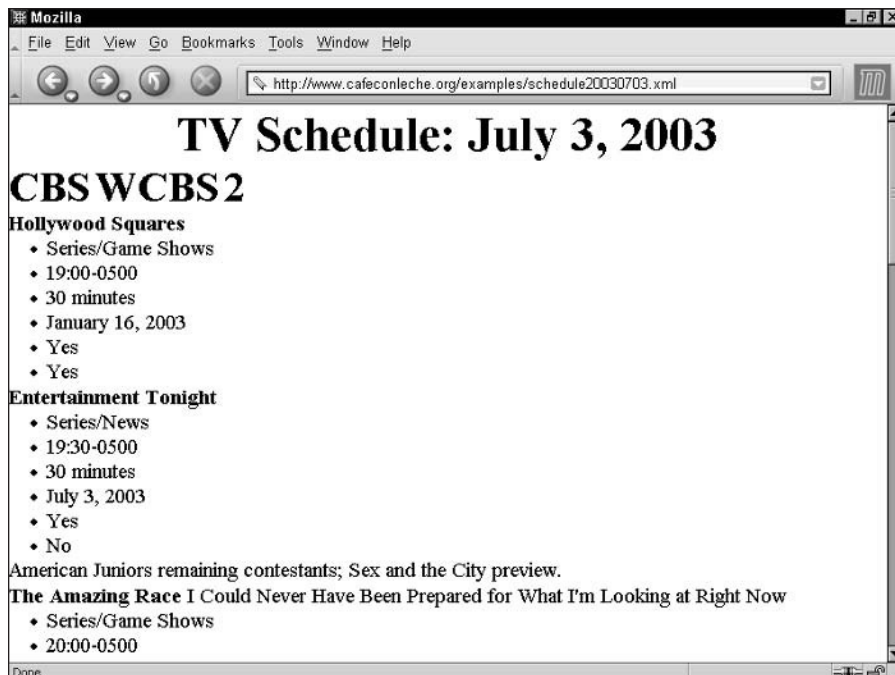 Mozilla
File Edit View Go Bookmarks Tools Window Help
http://www.cafeconleche.org/examples/schedule20030703.xml
TV Schedule: July 3, 2003
CBS WCBS 2
Hollywood Squares
• Series/Game Shows
• 19:00-0500
• 30 minutes
• January 16, 2003
• Yes
• Yes
Entertainment Tonight
• Series/News
• 19:30-0500
• 30 minutes
• July 3, 2003
• Yes
• No
American Juniors remaining contestants; Sex and the City preview.
The Amazing Race I Could Never Have Been Prepared for What I'm Looking at Right Now
• Series/Game Shows
• 20:00-0500
Done